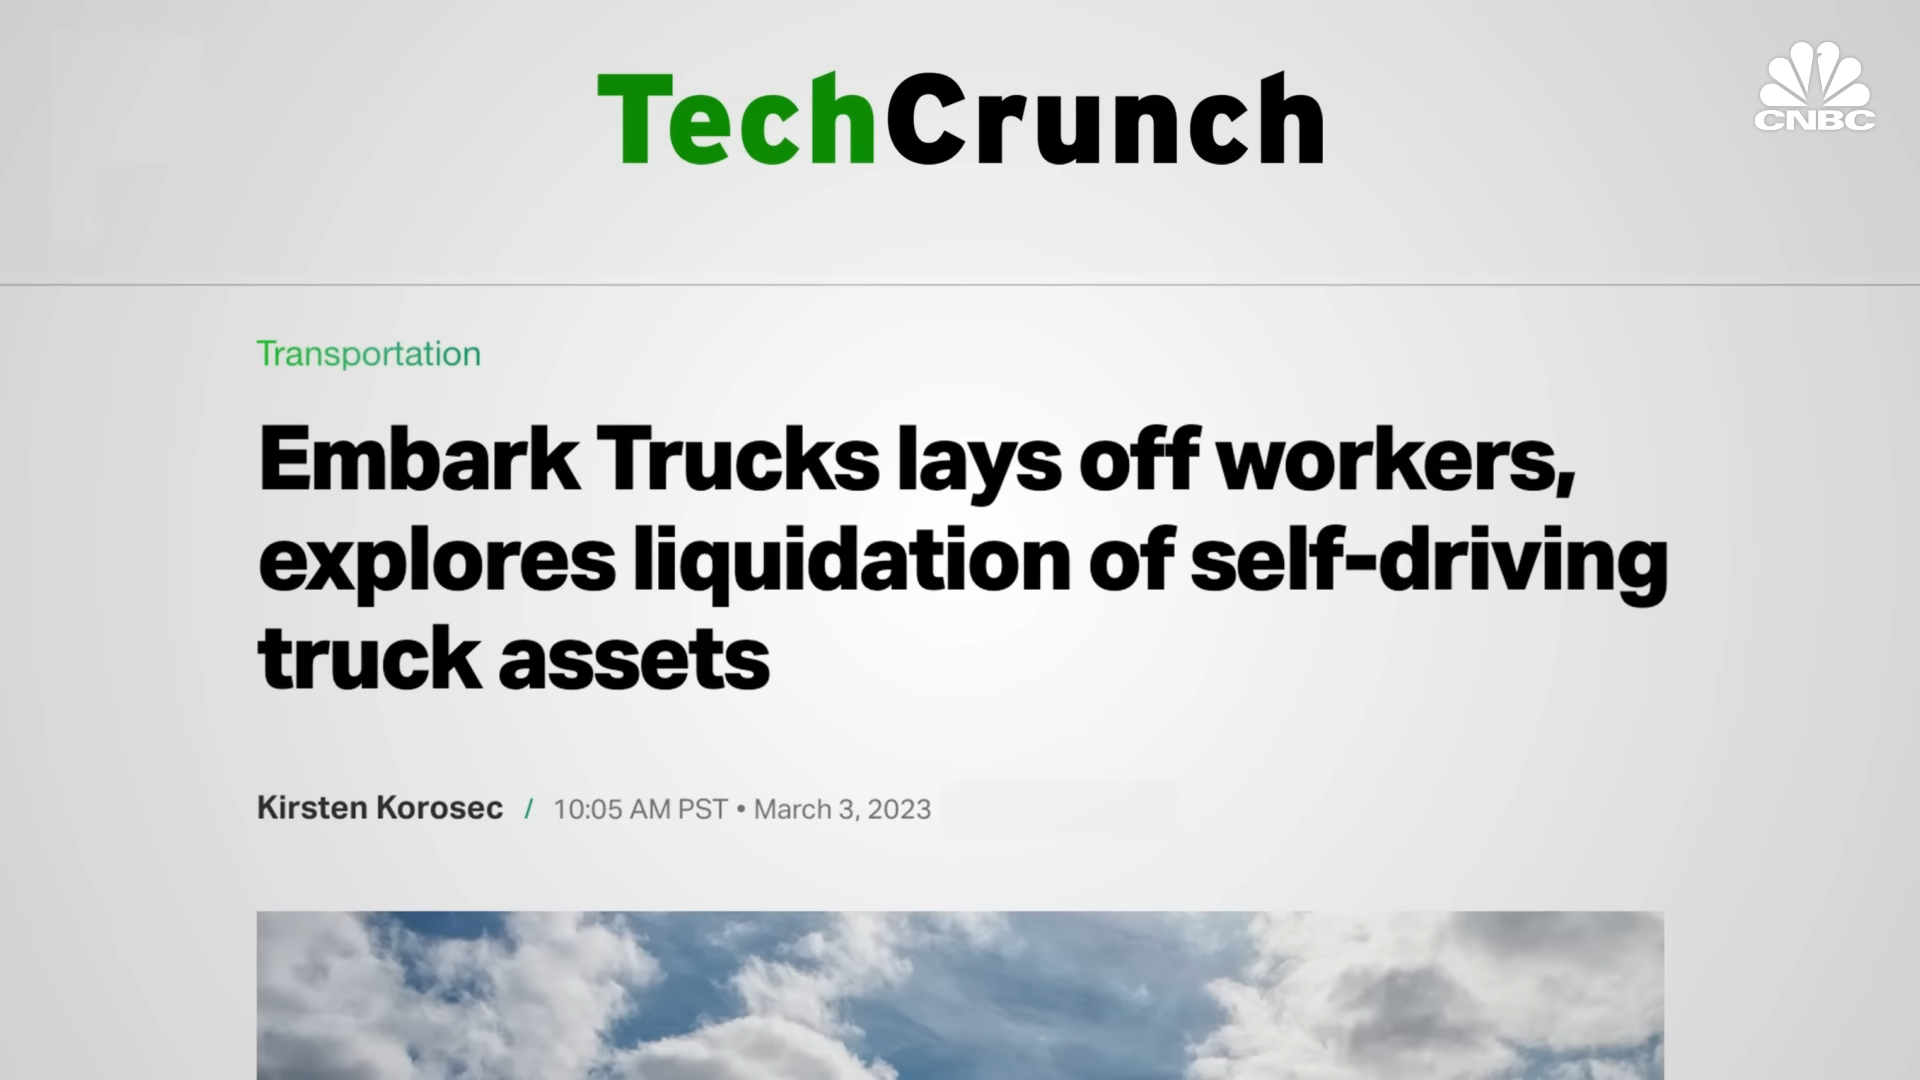 TechCrunch
CNBC
Transportation
Embark Trucks lays off workers,
explores liquidation of self-driving
truck assets
Kirsten Korosec / 10:05 AM PST • March 3, 2023